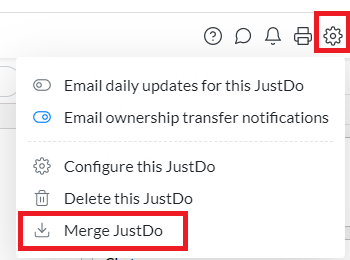 Email daily updates for this JustDo
Email ownership transfer notifications
Configure this JustDo
Delete this JustDo
Merge JustDo